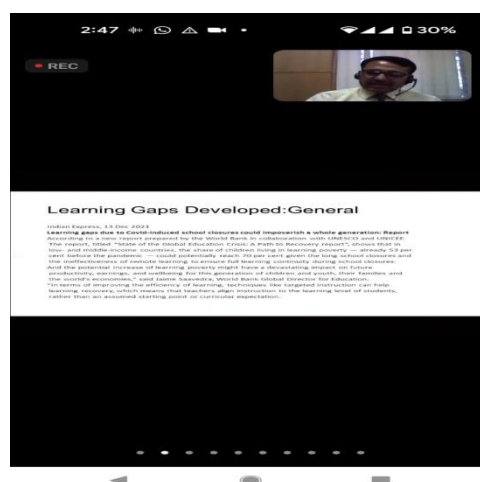 2:47
30%
REC
Learning Gaps Developed:General
Indian Express, 13 Dec 2021
Learning gaps due to Covid-induced school closures could impoverish a whole generation: Report
According to a new report prepared by the World Bank in collaboration with UNESCO and UNICEF.
The report, titled "State of the Global Education Crisis: A Path to Recovery report", shows that in
low- and middle-income countries, the share of children living in learning poverty — already 53 per
cent before the pandemic — could potentially reach 70 per cent given the long school closures and
the ineffectiveness of remote learning to ensure full learning continuity during school closures.
And the potential increase of learning poverty might have a devastating impact on future
productivity, earnings, and wellbeing for this generation of children and youth, their families and
the world's economies," said Jaime Saavedra, World Bank Global Director for Education.
"In terms of improving the efficiency of learning, techniques like targeted instruction can help
learning recovery, which means that teachers align instruction to the learning level of students,
rather than an assumed starting point or curricular expectation.